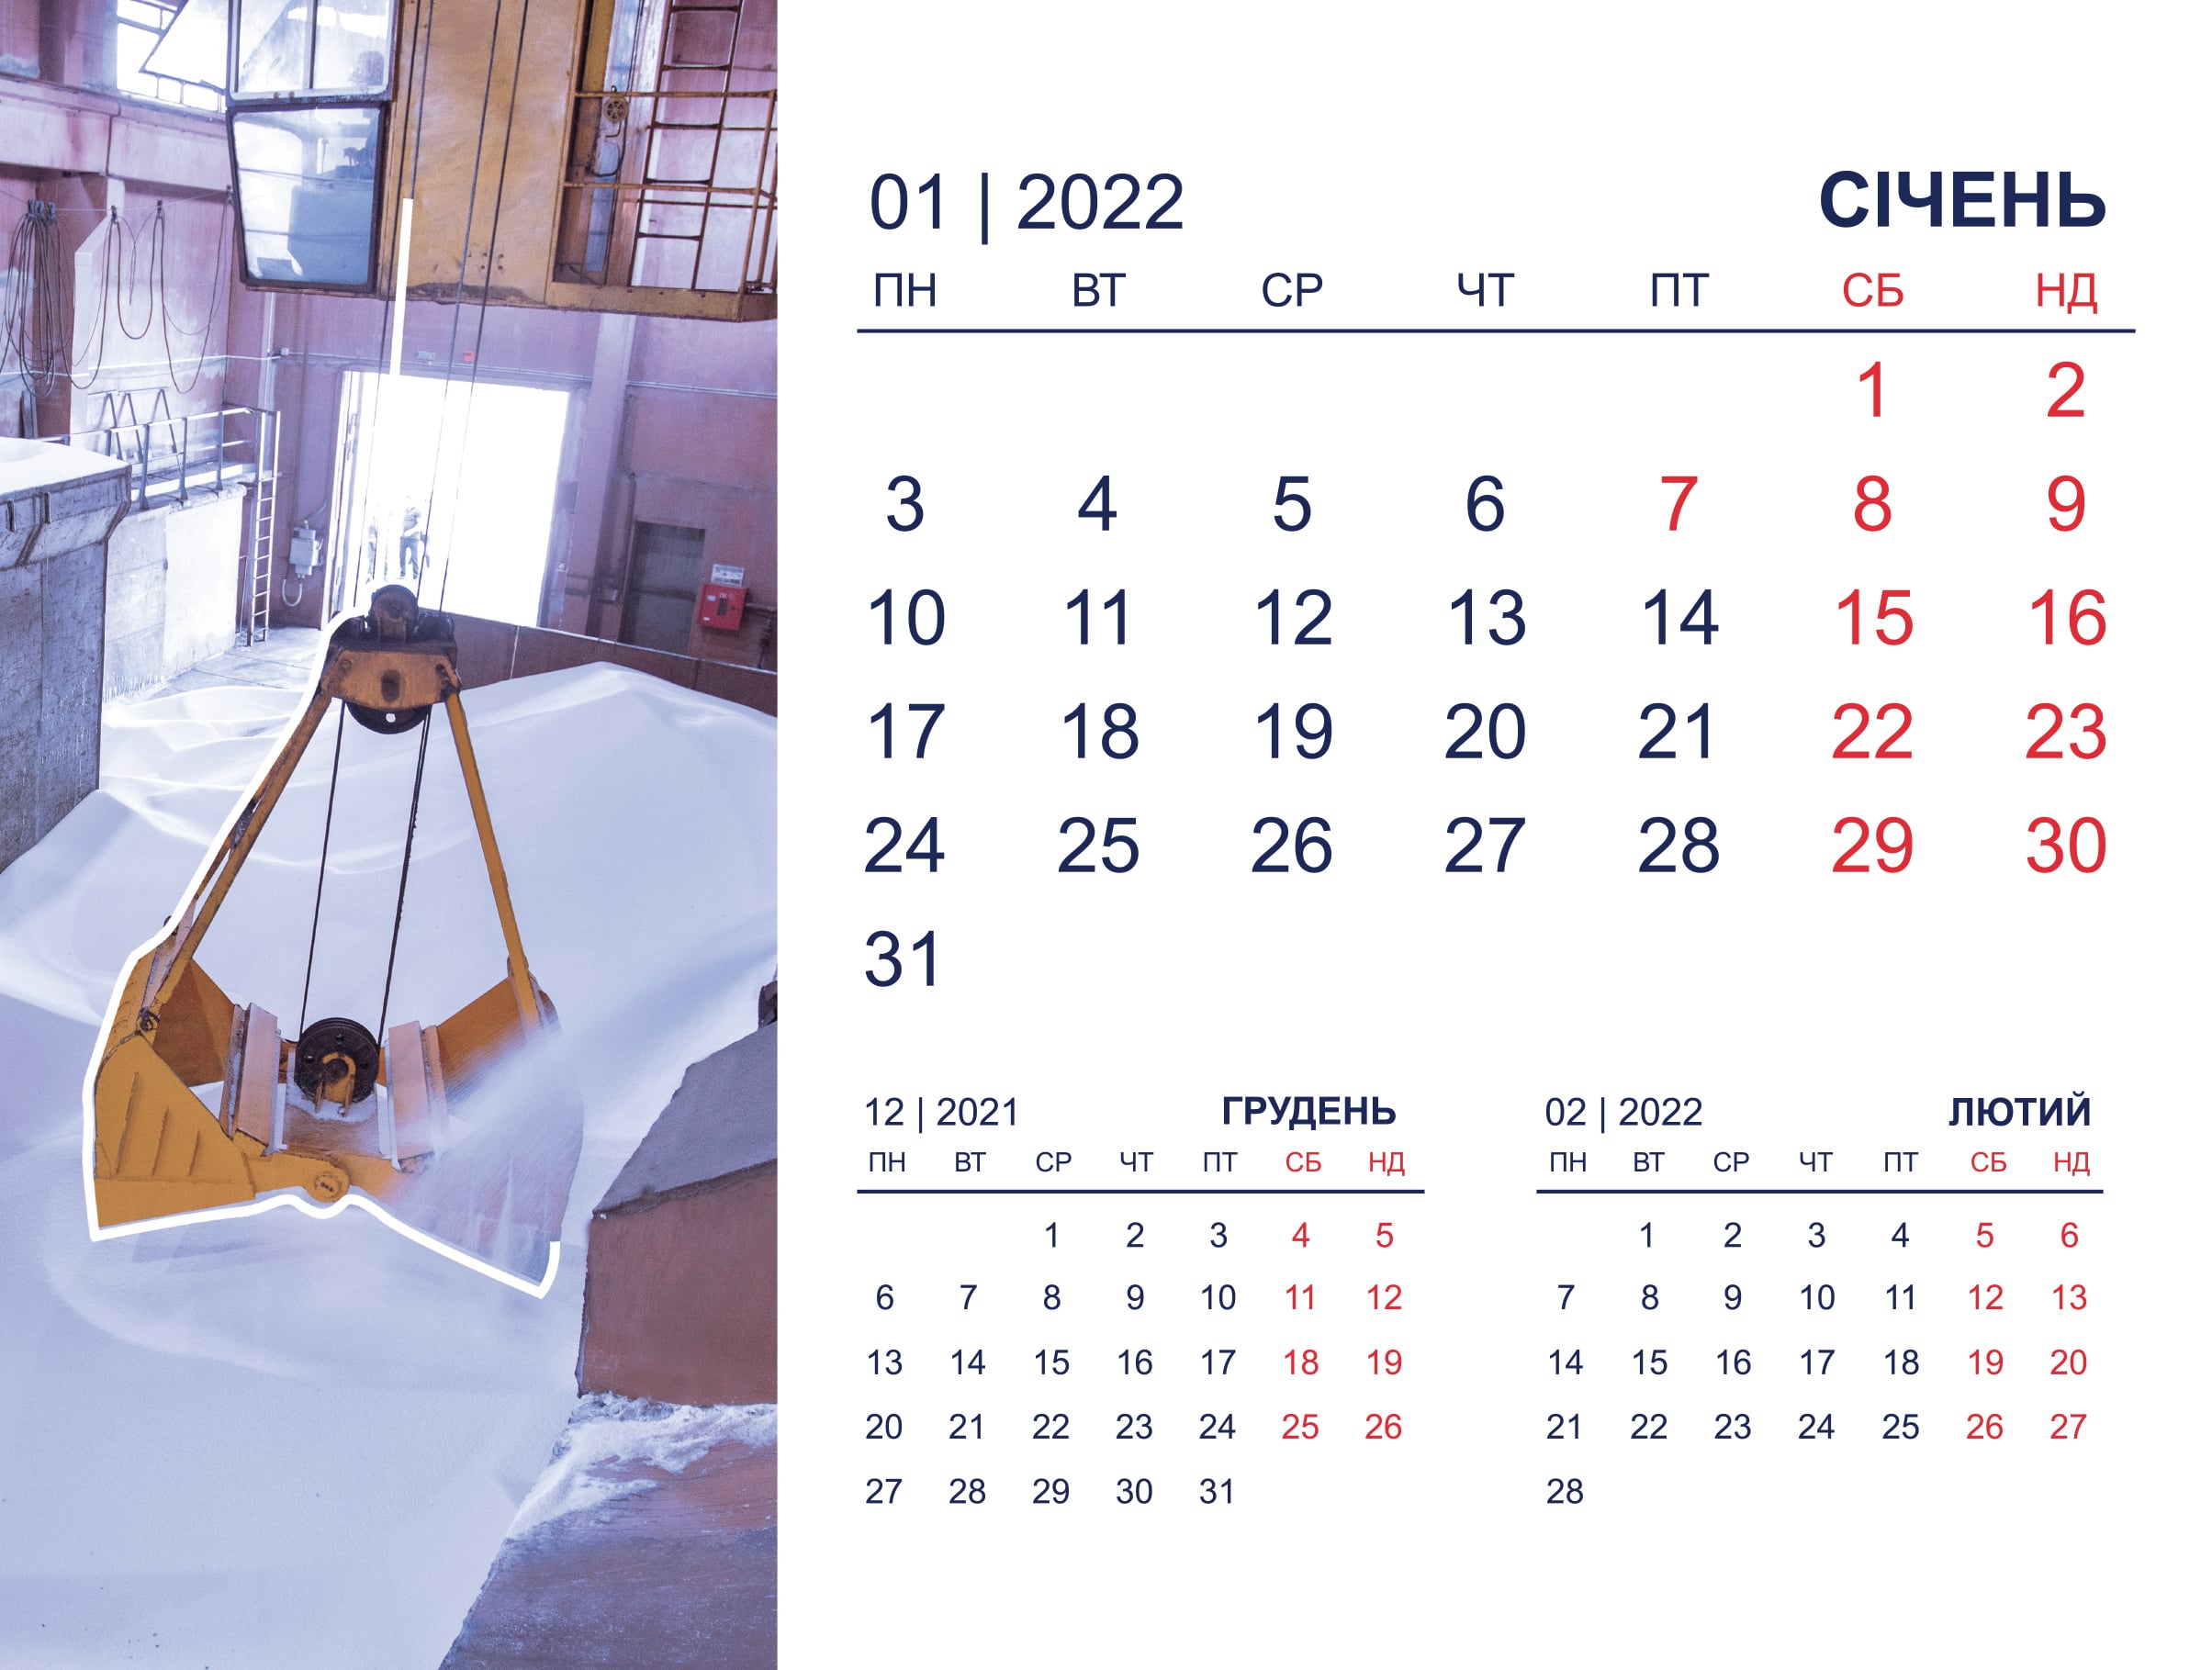 01 | 2022 СІЧЕНЬ
ПН ВТ СР ЧТ ПТ СБ НД
1 2
3 4 5 6 7 8 9
10 11 12 13 14 15 16
17 18 19 20 21 22 23
24 25 26 27 28 29 30
31
12 | 2021 ГРУДЕНЬ
ПН ВТ СР ЧТ ПТ СБ НД
1 2 3 4 5
6 7 8 9 10 11 12
13 14 15 16 17 18 19
20 21 22 23 24 25 26
27 28 29 30 31
02 | 2022 ЛЮТИЙ
ПН ВТ СР ЧТ ПТ СБ НД
1 2 3 4 5 6
7 8 9 10 11 12 13
14 15 16 17 18 19 20
21 22 23 24 25 26 27
28